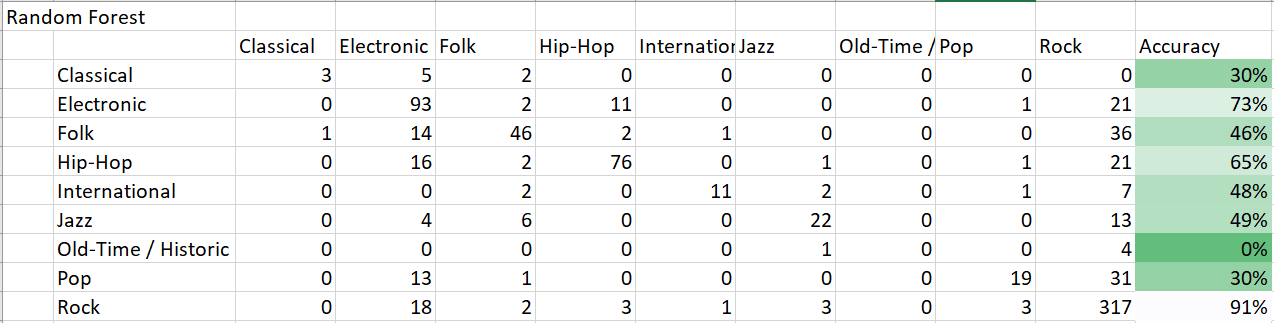 Random Forest
Classical Electronic Folk Hip-Hop Internation Jazz Old-Time / Pop Rock Accuracy
Classical 3 5 2 0 0 0 0 0 0 30%
Electronic 0 93 2 11 0 0 0 1 21 73%
Folk 1 14 46 2 1 0 0 0 36 46%
Hip-Hop 0 16 2 76 0 1 0 1 21 65%
International 0 0 2 0 11 2 0 1 7 48%
Jazz 0 4 6 0 0 22 0 0 13 49%
Old-Time / Historic 0 0 0 0 0 1 0 0 4 0%
Pop 0 13 1 0 0 0 0 19 31 30%
Rock 0 18 2 3 1 3 0 3 317 91%